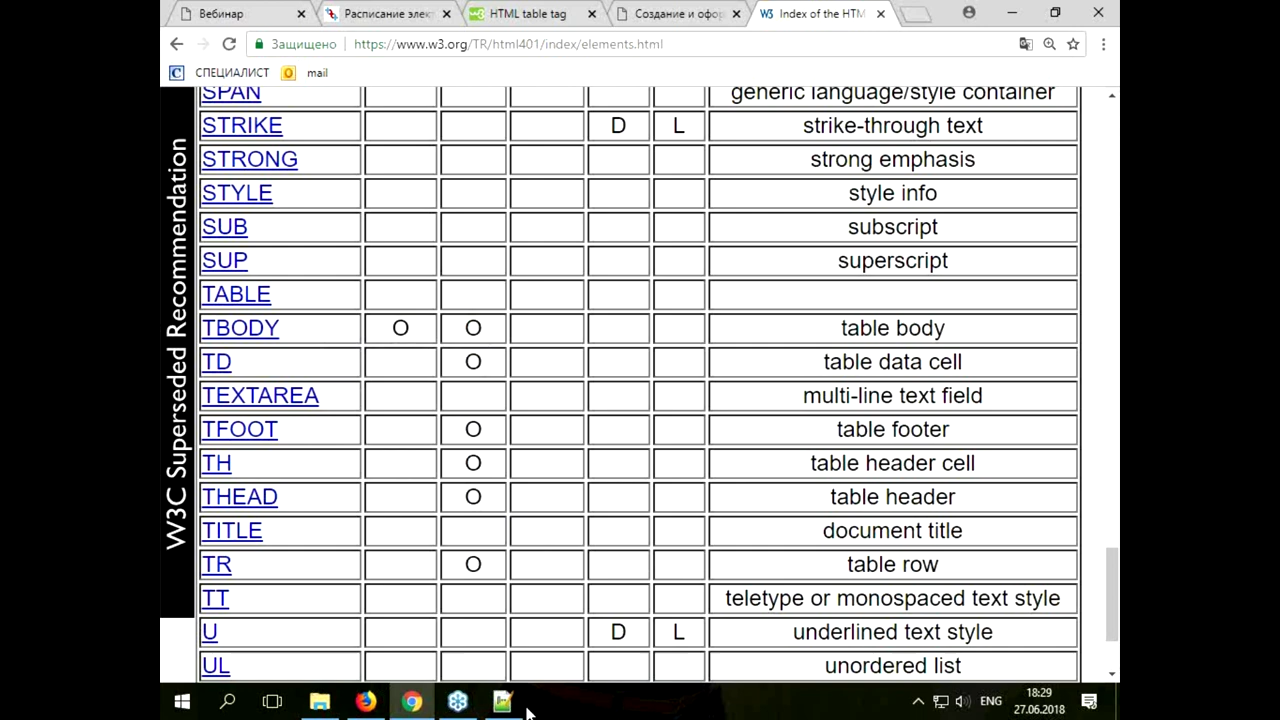 Вебинар
Расписание элект
HTML table tag
Создание и офор
Index of the HTM
Защищено
https://www.w3.org/TR/html401/index/elements.html
СПЕЦИАЛИСТ
mail
W3C Superseded Recommendation
SPAN generic language/style container
STRIKE D L strike-through text
STRONG strong emphasis
STYLE style info
SUB subscript
SUP superscript
TABLE
TBODY O O table body
TD O table data cell
TEXTAREA multi-line text field
TFOOT O table footer
TH O table header cell
THEAD O table header
TITLE document title
TR O table row
TT teletype or monospaced text style
U D L underlined text style
UL unordered list
ENG
18:29
27.06.2018